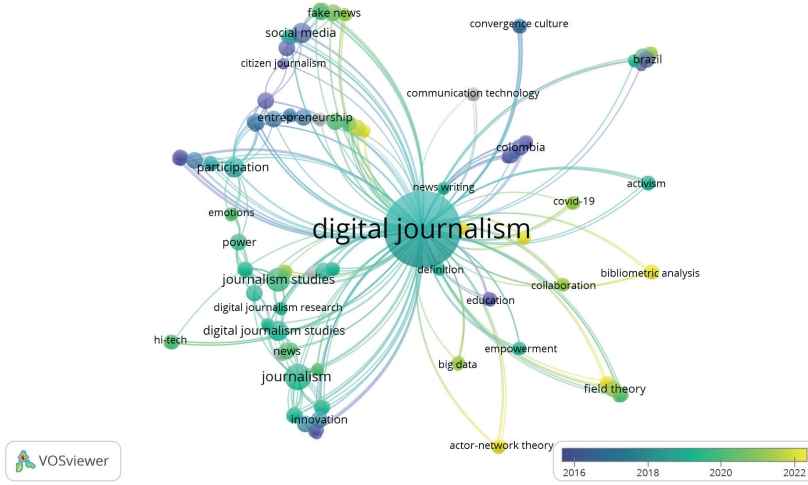 fake news
convergence culture
social media
brazil
citizen journalism
communication technology
entrepreneurship
colombia
participation
news writing
activism
covid-19
emotions
digital journalism
power
definition
bibliometric analysis
journalism studies
collaboration
education
digital journalism research
digital journalism studies
hi-tech
news
empowerment
big data
journalism
field theory
innovation
actor-network theory
VOSviewer
2016 2018 2020 2022